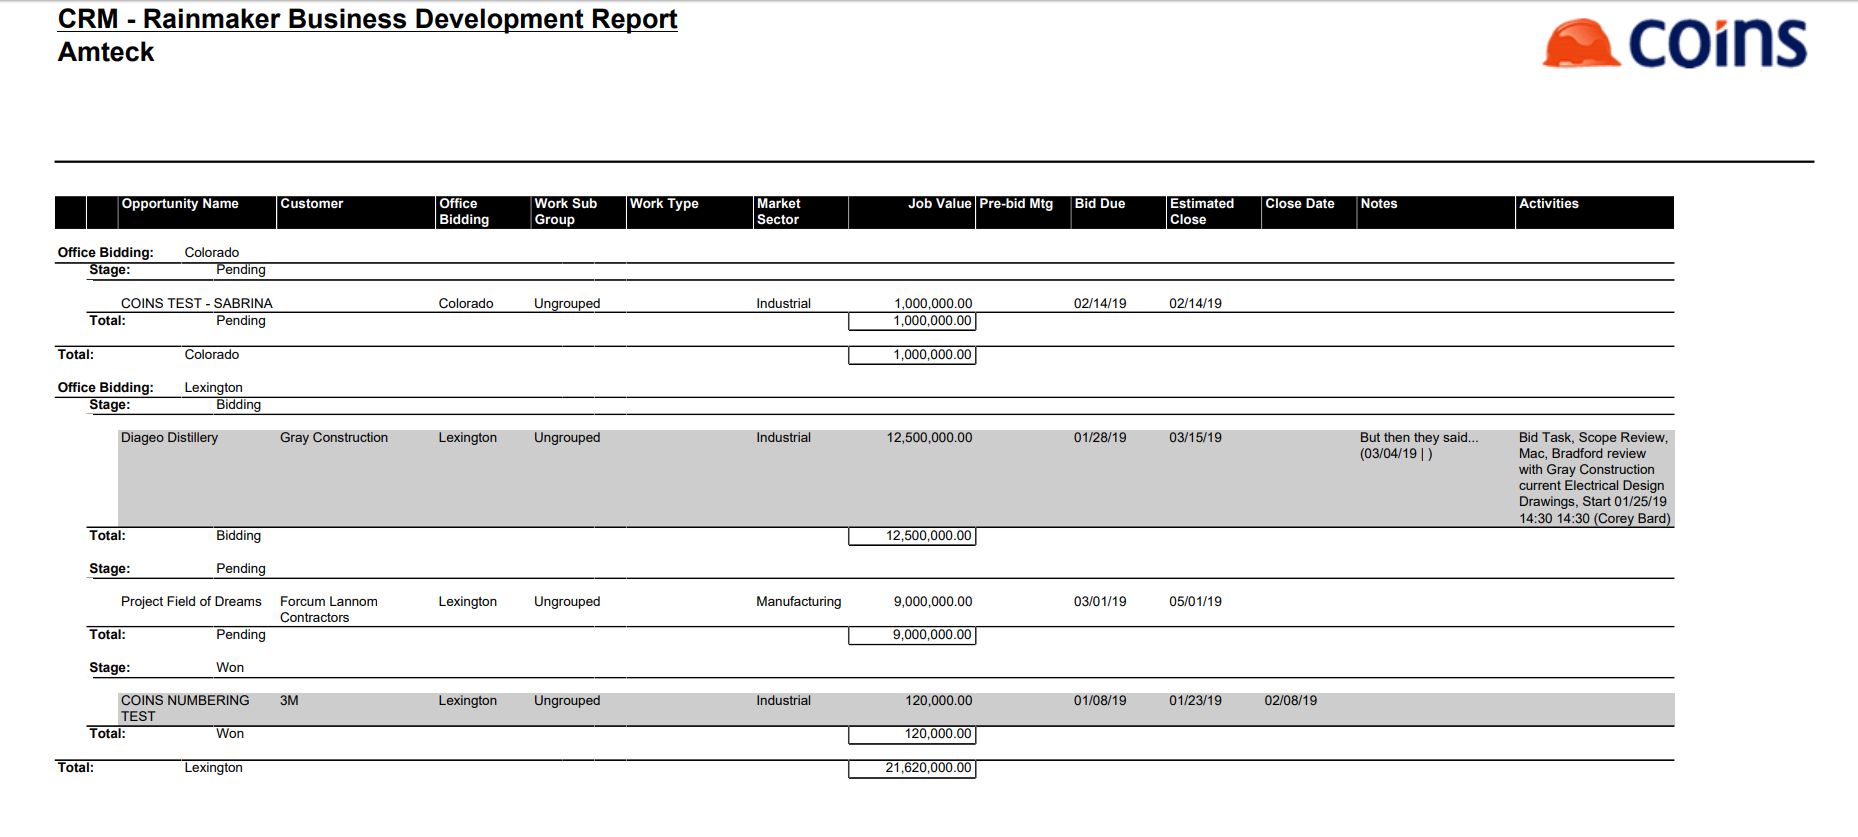 CRM - Rainmaker Business Development Report
Amteck
coins
Opportunity Name Customer Office Bidding Work Sub Group Work Type Market Sector Job Value Pre-bid Mtg Bid Due Estimated Close Close Date Notes Activities
Office Bidding: Colorado
Stage: Pending
COINS TEST - SABRINA Colorado Ungrouped Industrial 1,000,000.00 02/14/19 02/14/19
Total: Pending 1,000,000.00
Total: Colorado 1,000,000.00
Office Bidding: Lexington
Stage: Bidding
Diageo Distillery Gray Construction Lexington Ungrouped Industrial 12,500,000.00 01/28/19 03/15/19 But then they said... Bid Task, Scope Review,
(03/04/19 | ) Mac, Bradford review
with Gray Construction
current Electrical Design
Drawings, Start 01/25/19
14:30 14:30 (Corey Bard)
Total: Bidding 12,500,000.00
Stage: Pending
Project Field of Dreams Forcum Lannom Lexington Ungrouped Manufacturing 9,000,000.00 03/01/19 05/01/19
Contractors
Total: Pending 9,000,000.00
Stage: Won
COINS NUMBERING 3M Lexington Ungrouped Industrial 120,000.00 01/08/19 01/23/19 02/08/19
TEST
Total: Won 120,000.00
Total: Lexington 21,620,000.00